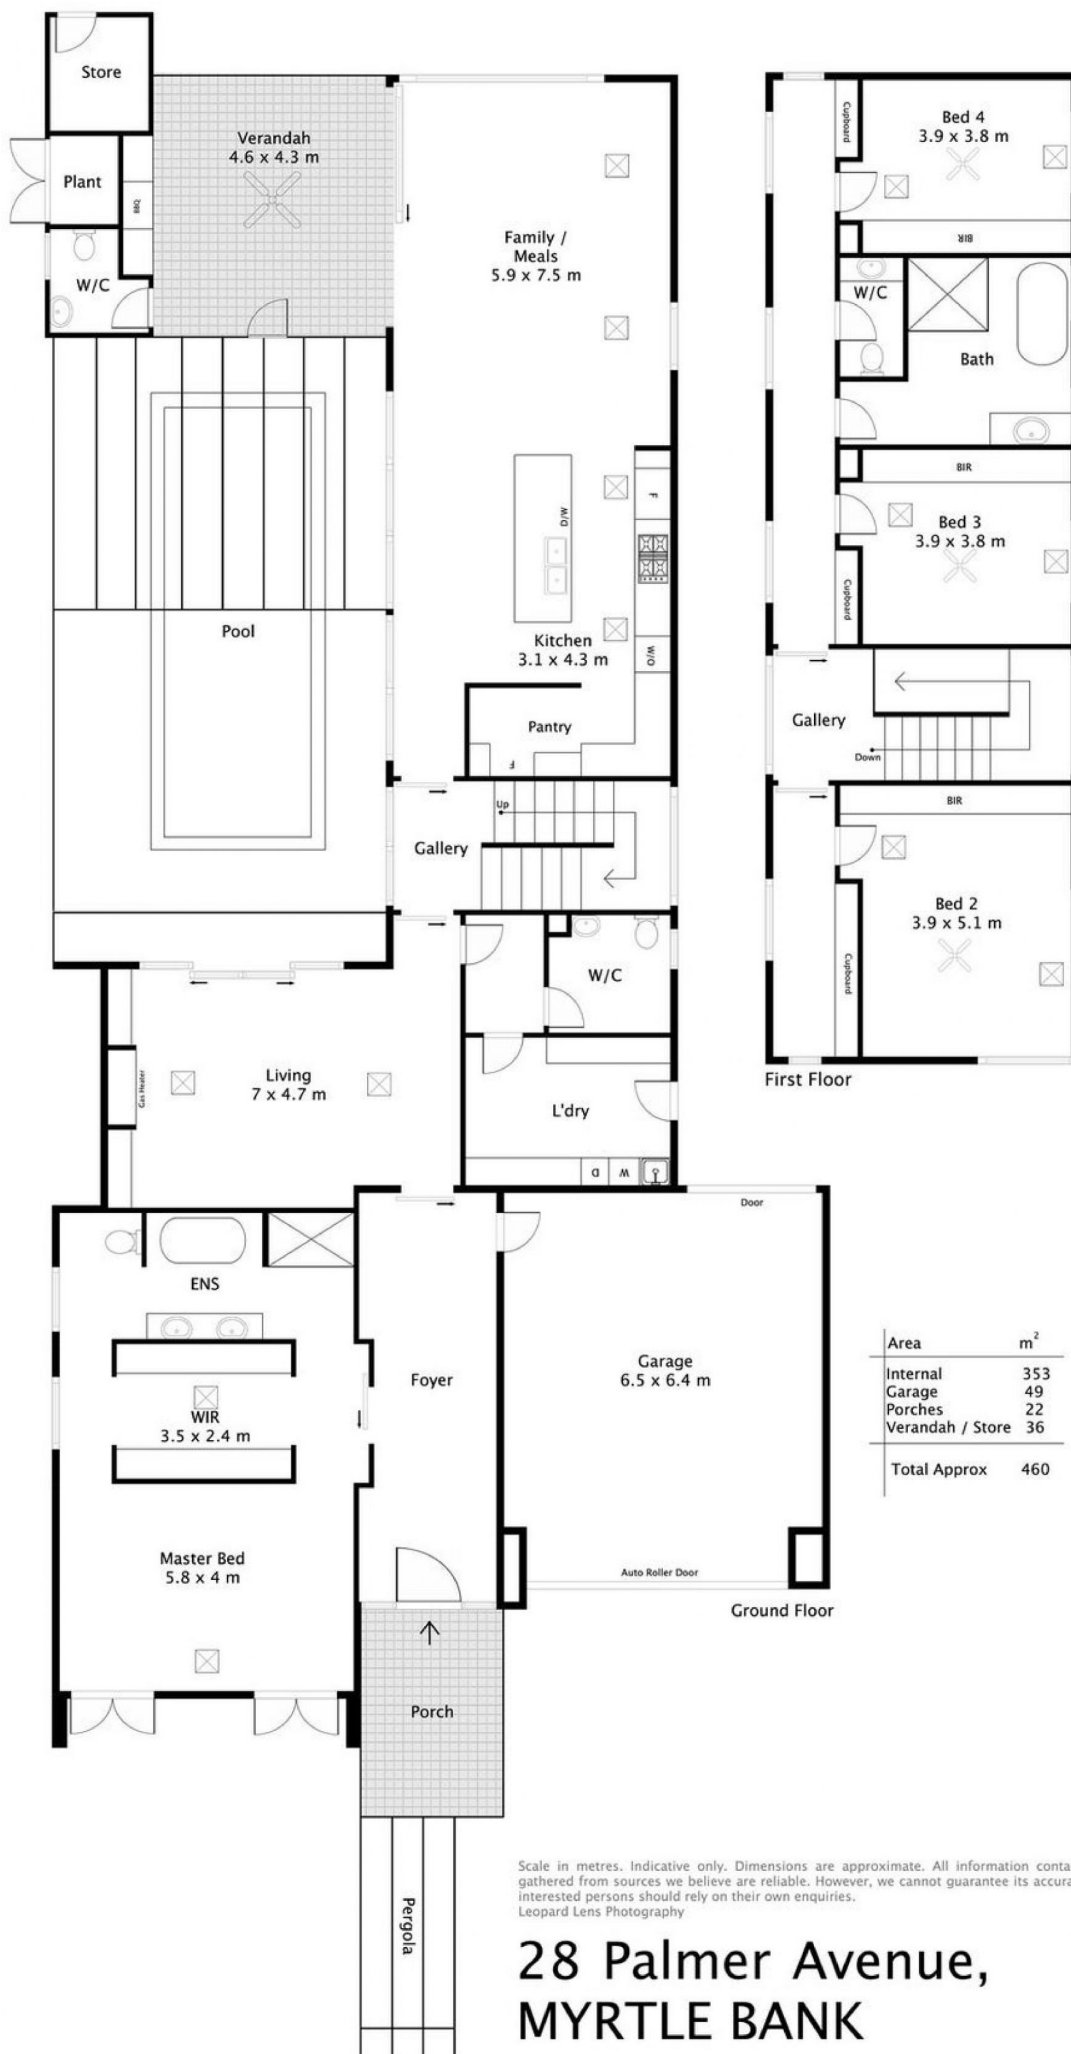 Store
Verandah
4.6 x 4.3 m
Plant
BBQ
W/C
Family /
Meals
5.9 x 7.5 m
D/W
F
Kitchen
3.1 x 4.3 m
W/O
Pantry
F
Pool
Up
Gallery
W/C
Living
7 x 4.7 m
Gas Heater
L'dry
D
W
Door
ENS
WIR
3.5 x 2.4 m
Foyer
Garage
6.5 x 6.4 m
Master Bed
5.8 x 4 m
Auto Roller Door
Ground Floor
Porch
Pergola
Cupboard
Bed 4
3.9 x 3.8 m
BIR
W/C
Bath
BIR
Bed 3
3.9 x 3.8 m
Cupboard
Gallery
Down
BIR
Bed 2
3.9 x 5.1 m
Cupboard
First Floor
Area m²
Internal 353
Garage 49
Porches 22
Verandah / Store 36
Total Approx 460
Scale in metres. Indicative only. Dimensions are approximate. All information conta
gathered from sources we believe are reliable. However, we cannot guarantee its accura
interested persons should rely on their own enquiries.
Leopard Lens Photography
28 Palmer Avenue,
MYRTLE BANK